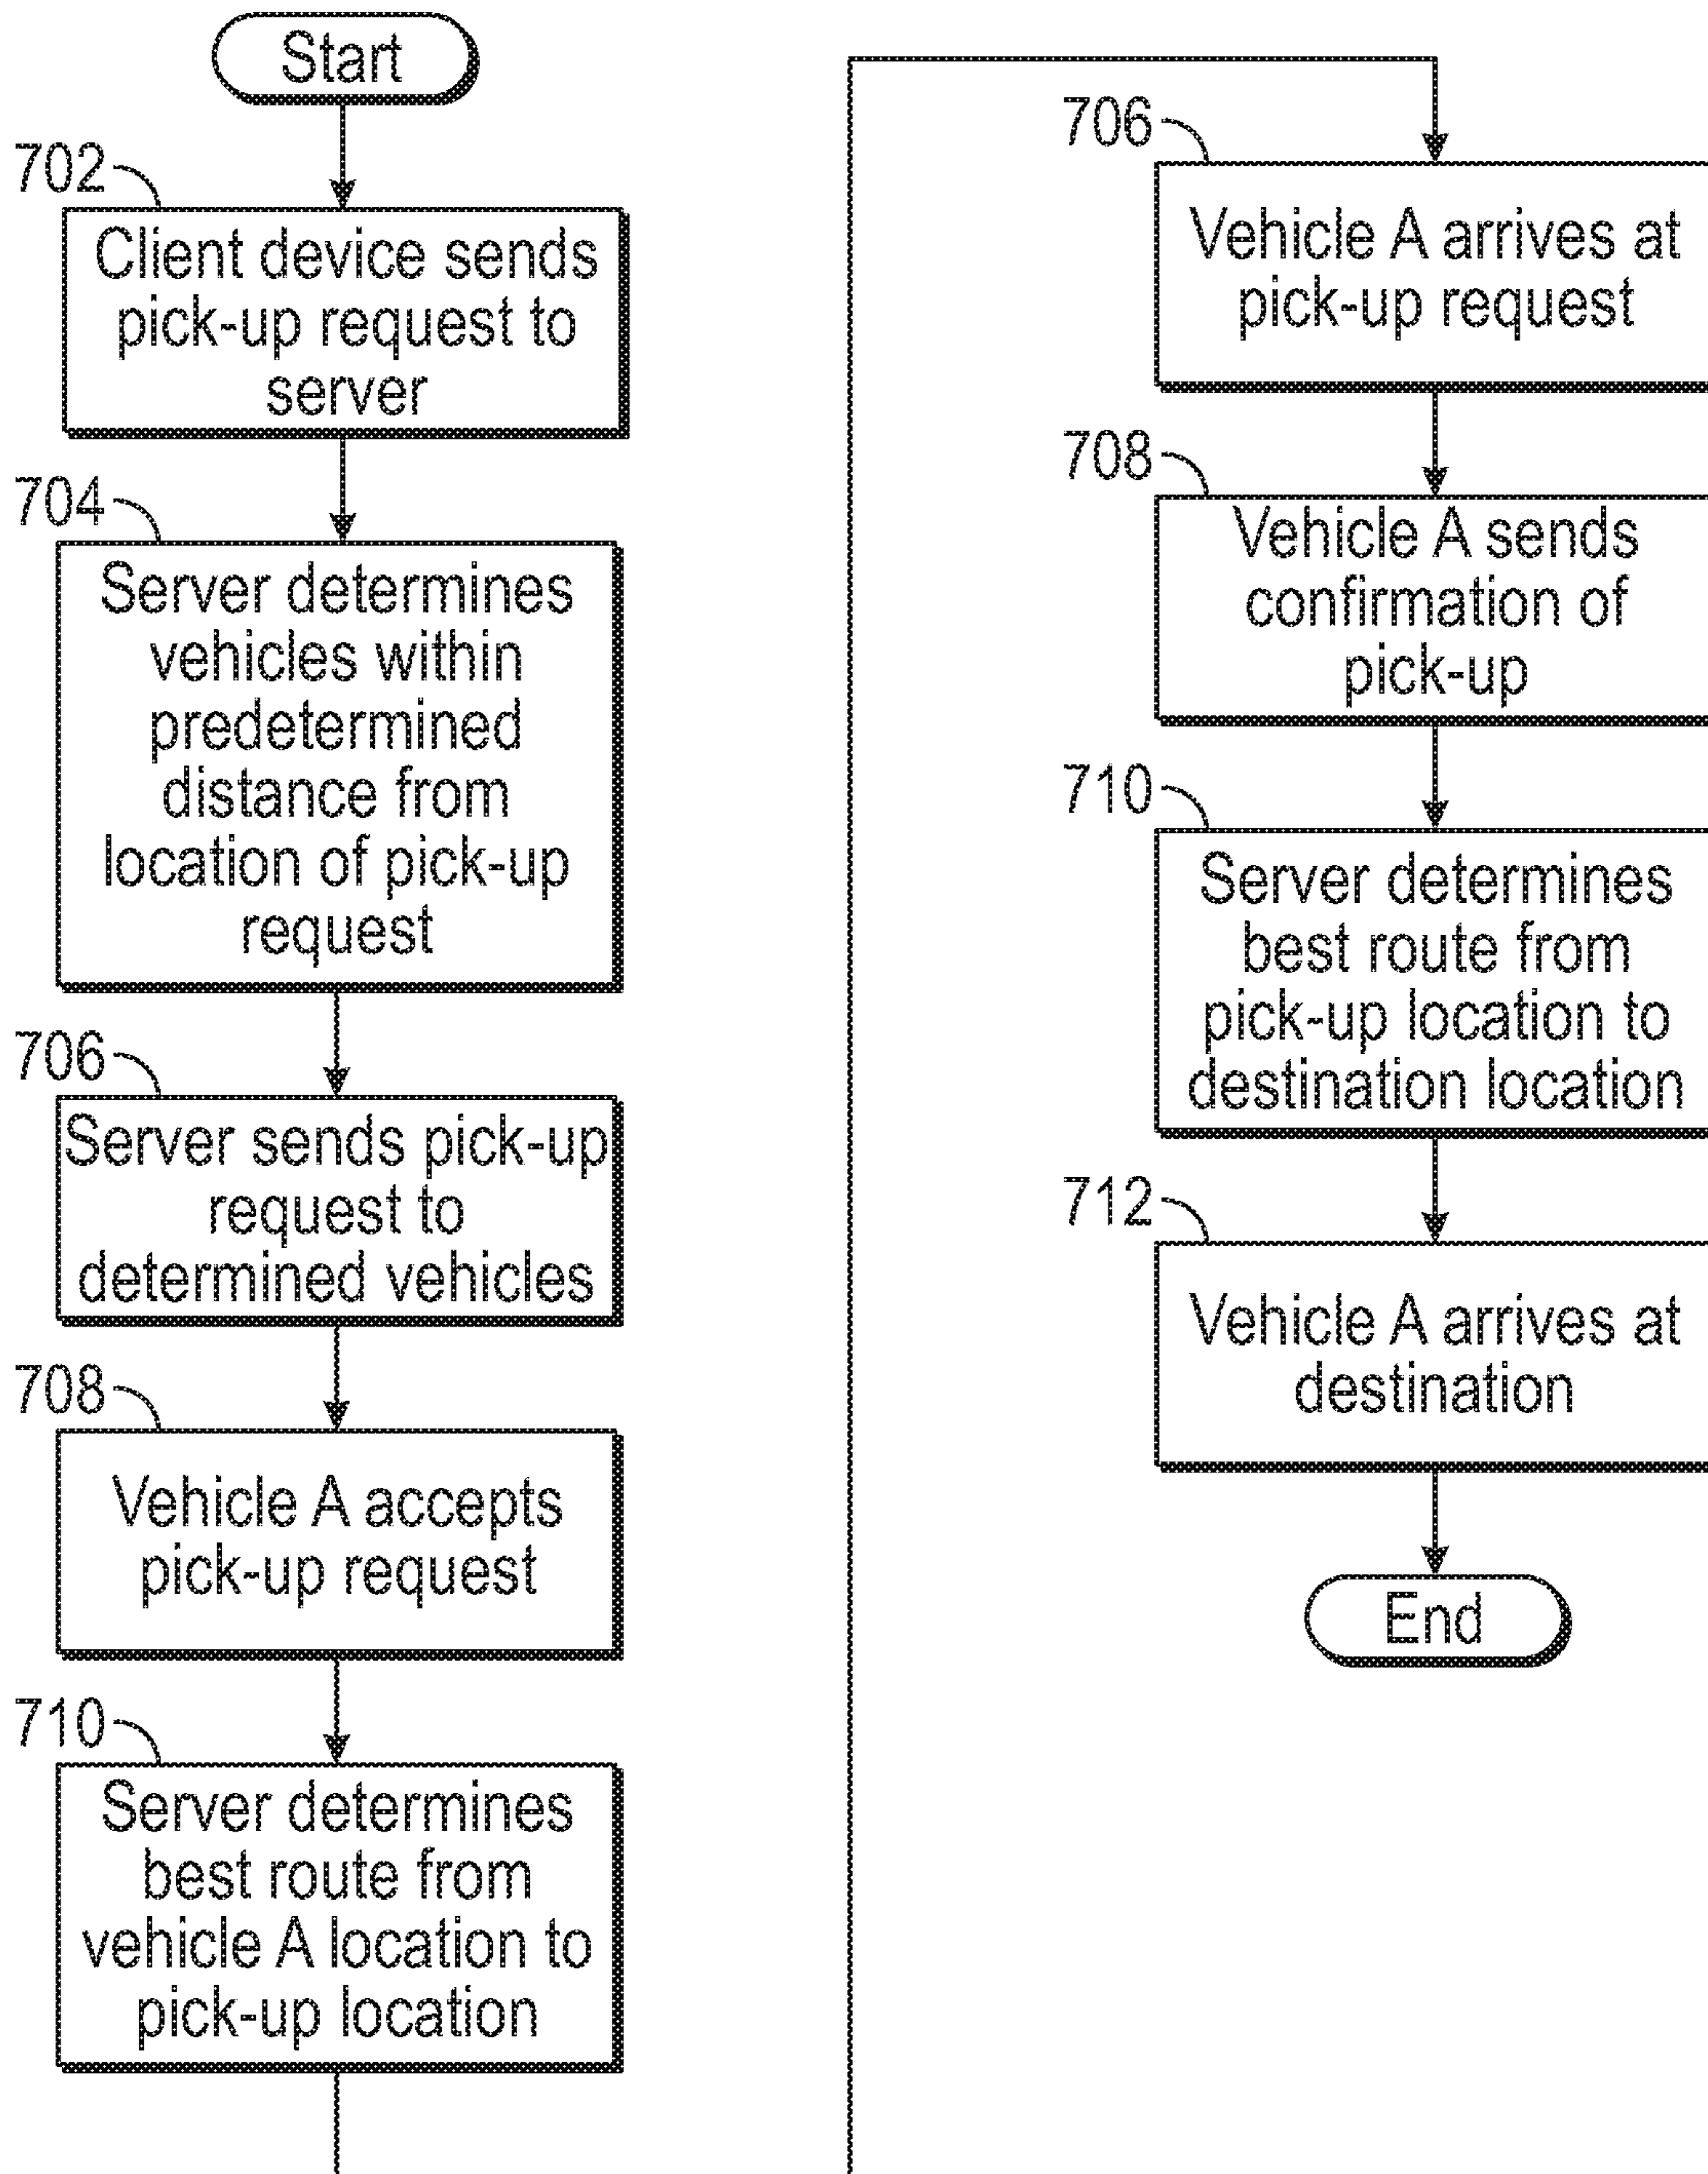 Start
702
Client device sends
pick-up request to
server
704
Server determines
vehicles within
predetermined
distance from
location of pick-up
request
706
Server sends pick-up
request to
determined vehicles
708
Vehicle A accepts
pick-up request
710
Server determines
best route from
vehicle A location to
pick-up location
706
Vehicle A arrives at
pick-up request
708
Vehicle A sends
confirmation of
pick-up
710
Server determines
best route from
pick-up location to
destination location
712
Vehicle A arrives at
destination
End